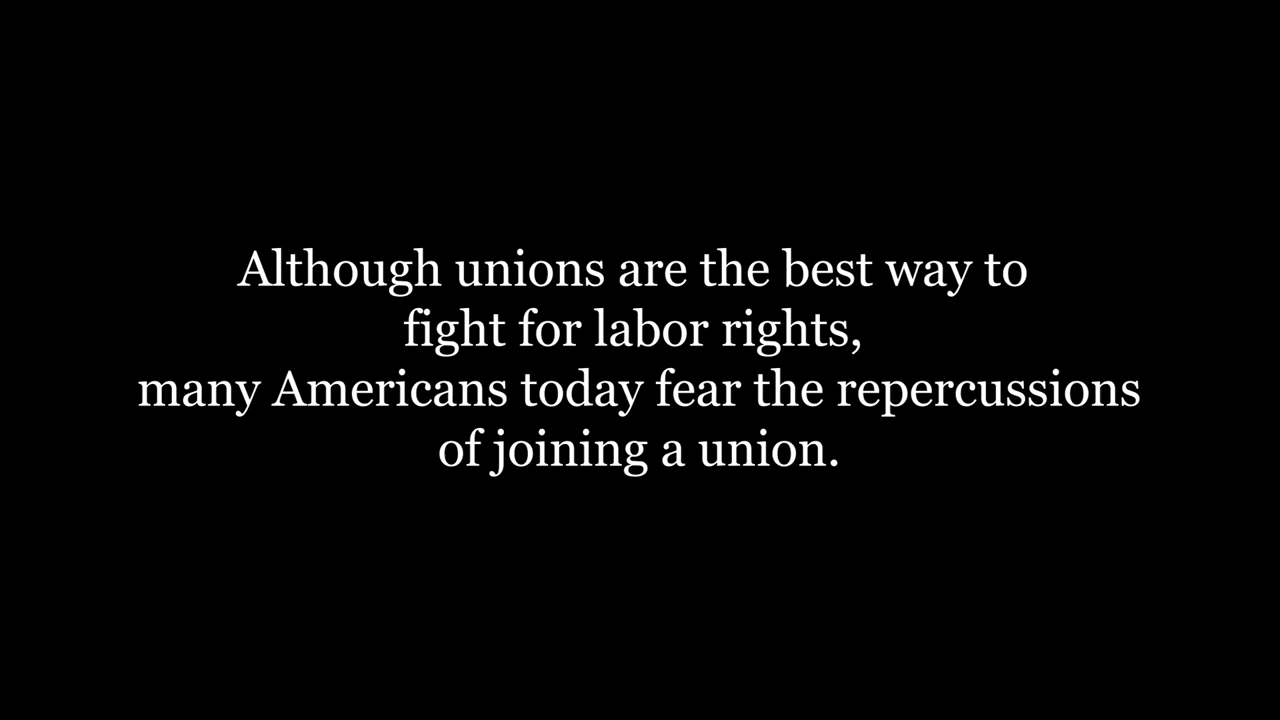 Although unions are the best way to
fight for labor rights,
many Americans today fear the repercussions
of joining a union.